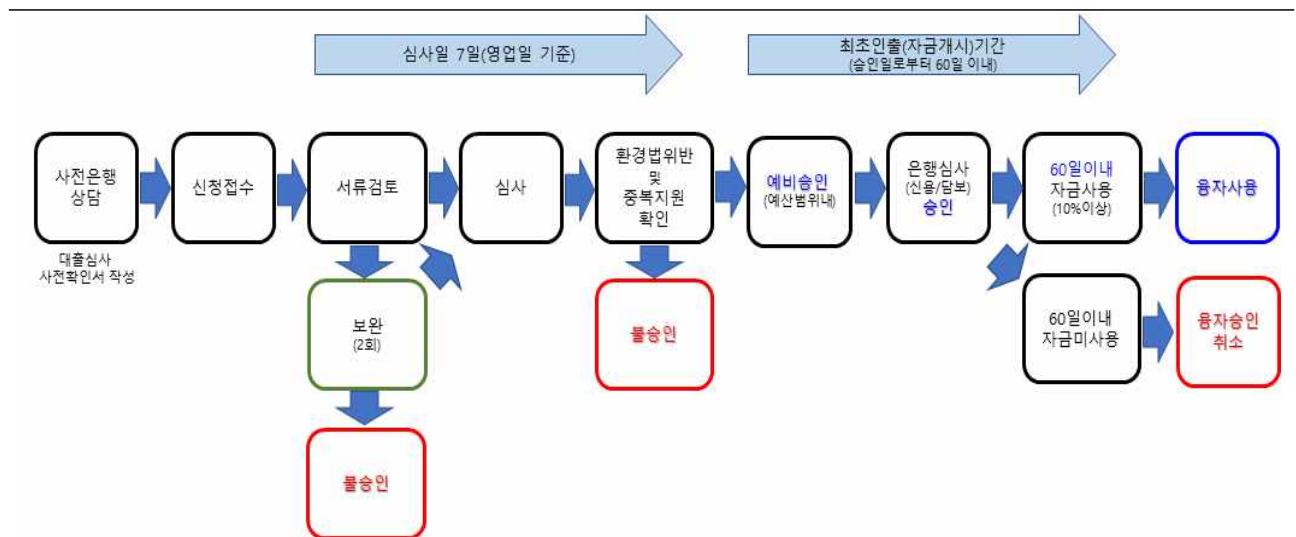 심사일 7일(영업일 기준)
최초인출(자금개시)기간
(승인일로부터 60일 이내)
사전은행
상담
신청접수
서류검토
심사
환경법위반
및
중복지원
확인
예비승인
(예산범위내)
은행심사
(신용/담보)
승인
60일이내
자금사용
(10%이상)
융자사용
대출심사
사전확인서 작성
보완
(2회)
불승인
60일이내
자금미사용
융자승인
취소
불승인